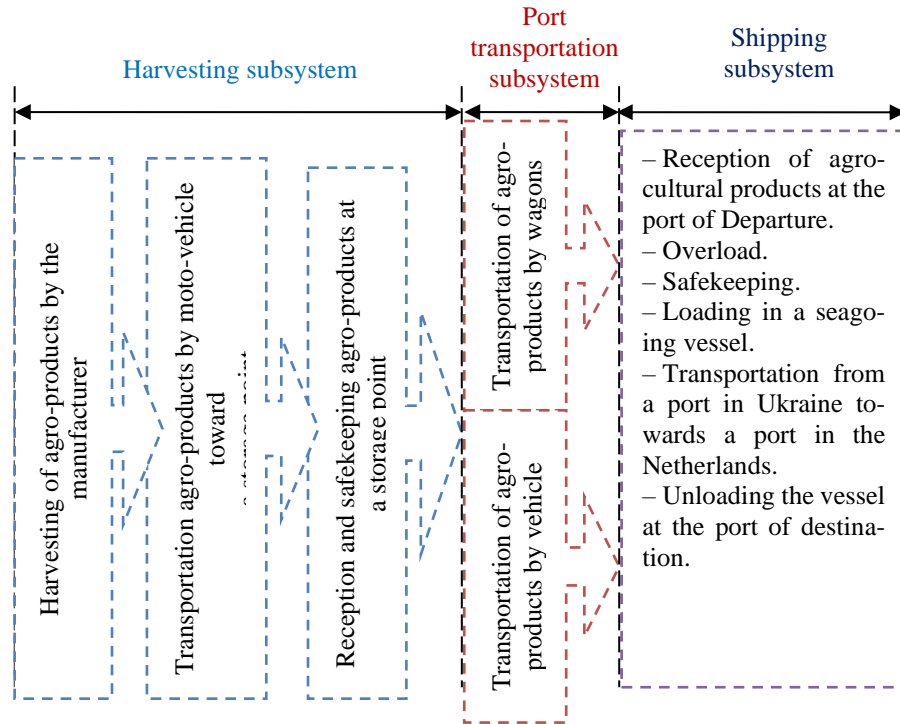 Harvesting subsystem
Port
transportation
subsystem
Shipping
subsystem
Harvesting of agro-products by the
manufacturer
Transportation agro-products by moto-vehicle
toward
a storage point
Reception and safekeeping agro-products at
a storage point
Transportation of agro-
products by wagons
Transportation of agro-
products by vehicle
– Reception of agro-
cultural products at the
port of Departure.
– Overload.
– Safekeeping.
– Loading in a seago-
ing vessel.
– Transportation from
a port in Ukraine to-
wards a port in the
Netherlands.
– Unloading the vessel
at the port of destina-
tion.